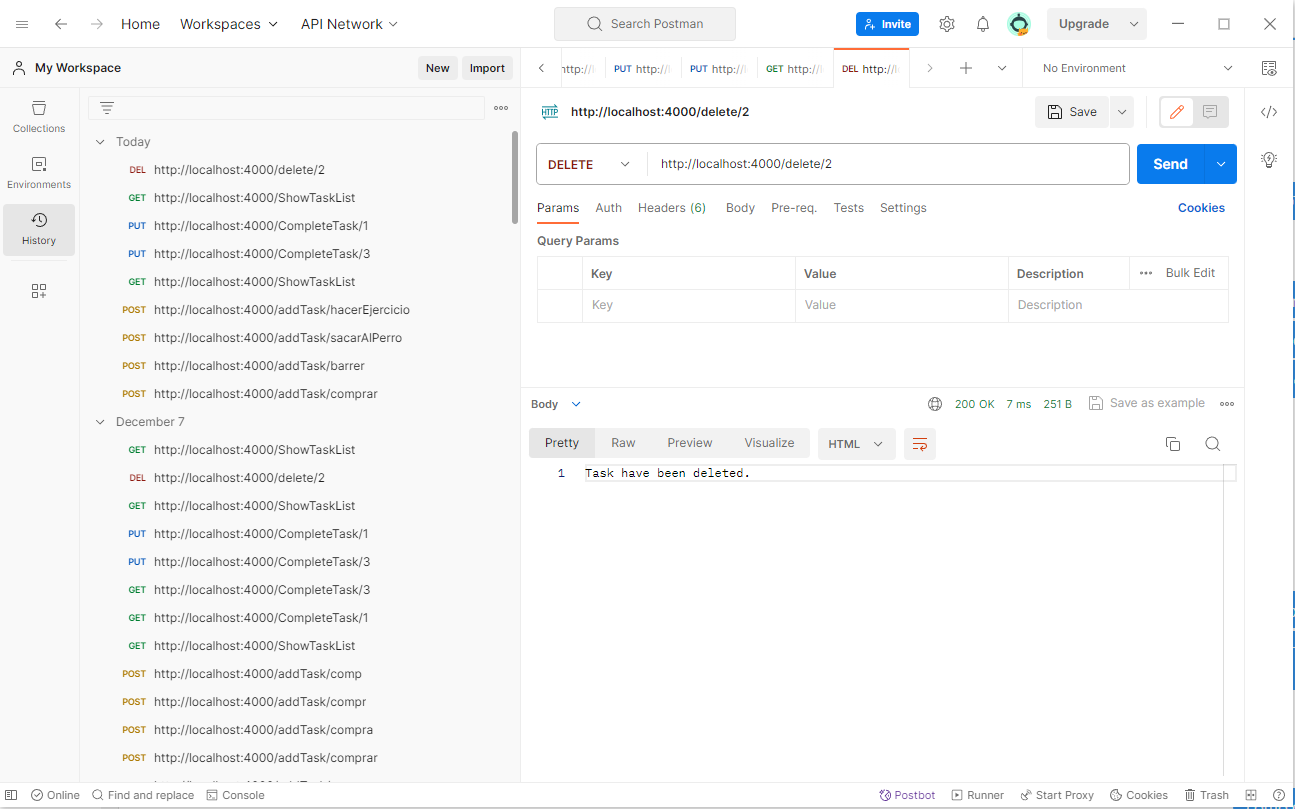 Home Workspaces API Network Search Postman Invite Upgrade
My Workspace New Import
PUT http:// PUT http:// GET http:// DEL http:// No Environment
Collections
Environments
History
Today
DEL http://localhost:4000/delete/2
GET http://localhost:4000/ShowTaskList
PUT http://localhost:4000/CompleteTask/1
PUT http://localhost:4000/CompleteTask/3
GET http://localhost:4000/ShowTaskList
POST http://localhost:4000/addTask/hacerEjercicio
POST http://localhost:4000/addTask/sacarAlPerro
POST http://localhost:4000/addTask/barrer
POST http://localhost:4000/addTask/comprar
December 7
GET http://localhost:4000/ShowTaskList
DEL http://localhost:4000/delete/2
GET http://localhost:4000/ShowTaskList
PUT http://localhost:4000/CompleteTask/1
PUT http://localhost:4000/CompleteTask/3
GET http://localhost:4000/CompleteTask/3
GET http://localhost:4000/CompleteTask/1
GET http://localhost:4000/ShowTaskList
POST http://localhost:4000/addTask/comp
POST http://localhost:4000/addTask/compr
POST http://localhost:4000/addTask/compra
POST http://localhost:4000/addTask/comprar
HTTP http://localhost:4000/delete/2 Save
DELETE http://localhost:4000/delete/2 Send
Params Auth Headers (6) Body Pre-req. Tests Settings Cookies
Query Params
Key Value Description Bulk Edit
Key Value Description
Body 200 OK 7 ms 251 B Save as example
Pretty Raw Preview Visualize HTML
1 Task have been deleted.
Online Find and replace Console Postbot Runner Start Proxy Cookies Trash